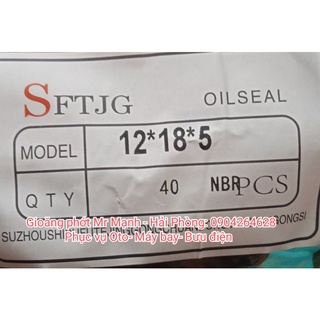 SFTJG OILSEAL
MODEL 12*18*5
QTY 40 NBR PCS
Gioăng phớt Mr Mạnh - Hải Phòng: 0904264628
Phục vụ Oto- Máy bay- Bưu điện